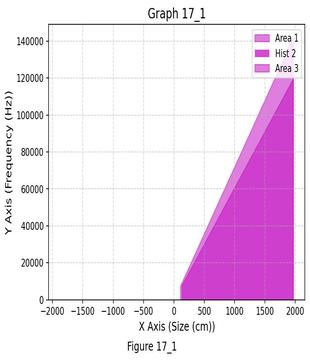 Graph 17_1
Area 1
Hist 2
Area 3
140000
120000
100000
80000
60000
40000
20000
0
Y Axis (Frequency (Hz))
−2000 −1500 −1000 −500 0 500 1000 1500 2000
X Axis (Size (cm))
Figure 17_1